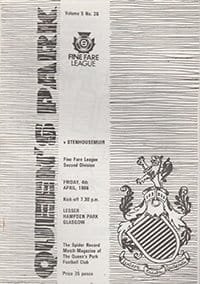 Volume 5 No. 28
FINE FARE
LEAGUE
QUEEN'S PARK
v STENHOUSEMUIR
Fine Fare League
Second Division
FRIDAY, 4th
APRIL, 1986
Kick-off 7.30 p.m.
LESSER
HAMPDEN PARK
GLASGOW
The Spider Record
Match Magazine of
The Queen's Park
Football Club
Price 25 pence